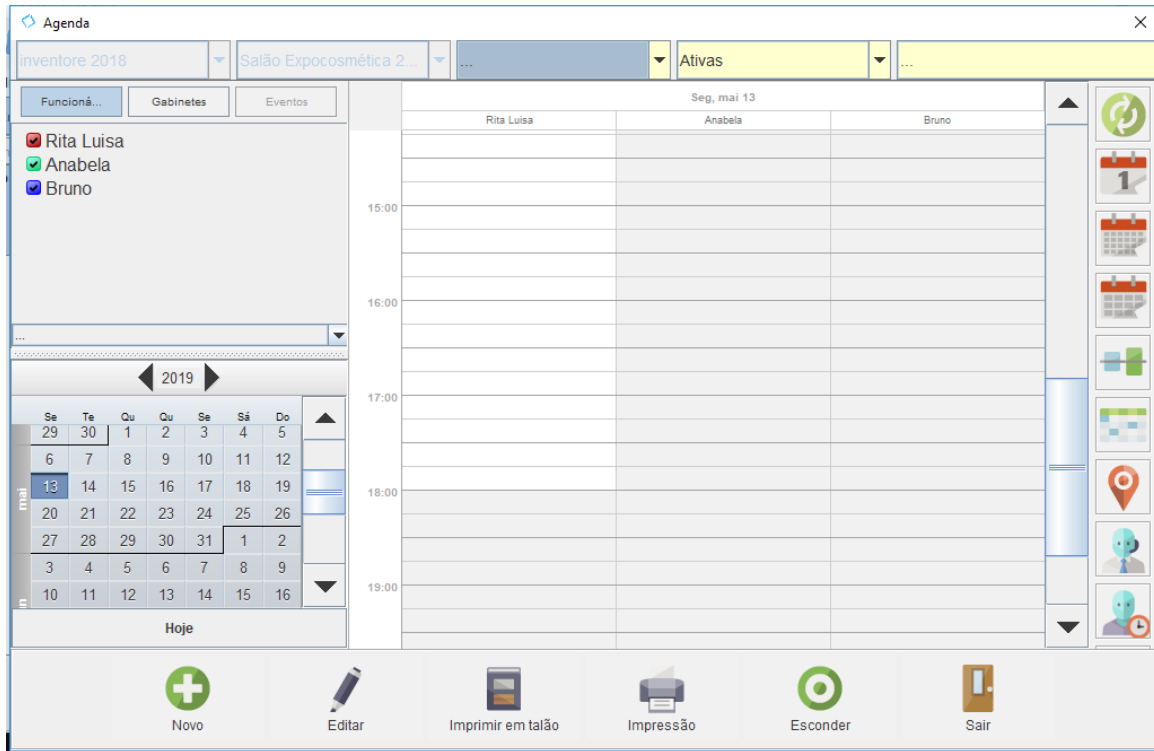 Agenda
inventore 2018 Salão Expocosmética 2... ... Ativas ...
Funcioná... Gabinetes Eventos
Seg, mai 13
Rita Luisa Anabela Bruno
Rita Luisa
Anabela
Bruno
15:00
16:00
17:00
18:00
19:00
...
2019
Se Te Qu Qu Se Sá Do
29 30 1 2 3 4 5
6 7 8 9 10 11 12
mai
13 14 15 16 17 18 19
20 21 22 23 24 25 26
27 28 29 30 31 1 2
3 4 5 6 7 8 9
10 11 12 13 14 15 16
Hoje
1
Novo Editar Imprimir em talão Impressão Esconder Sair